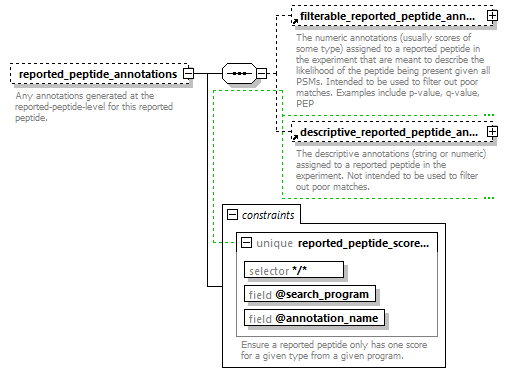 filterable_reported_peptide_ann...
The numeric annotations (usually scores of
some type) assigned to a reported peptide in
the experiment that are meant to describe the
likelihood of the peptide being present given all
PSMs. Intended to be used to filter out poor
matches. Examples include p-value, q-value,
PEP
reported_peptide_annotations
Any annotations generated at the
reported-peptide-level for this reported
peptide.
descriptive_reported_peptide_an...
The descriptive annotations (string or numeric)
assigned to a reported peptide in the
experiment. Not intended to be used to filter
out poor matches.
constraints
unique reported_peptide_score...
selector */*
field @search_program
field @annotation_name
Ensure a reported peptide only has one score
for a given type from a given program.